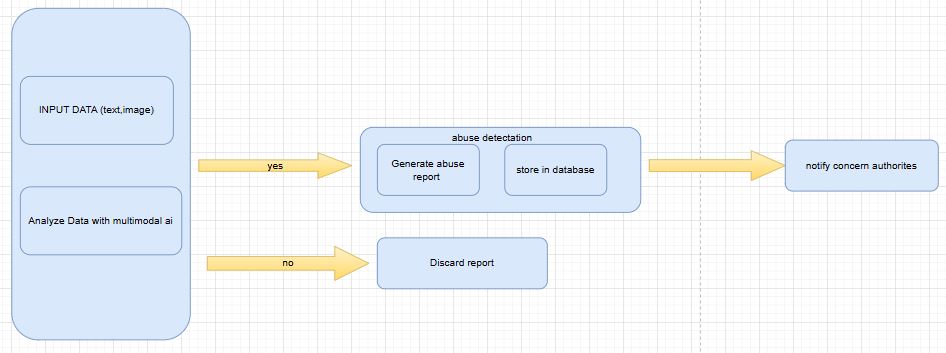 INPUT DATA (text,image)
Analyze Data with multimodal ai
yes
no
abuse detectation
Generate abuse
report
store in database
Discard report
notify concern authorites